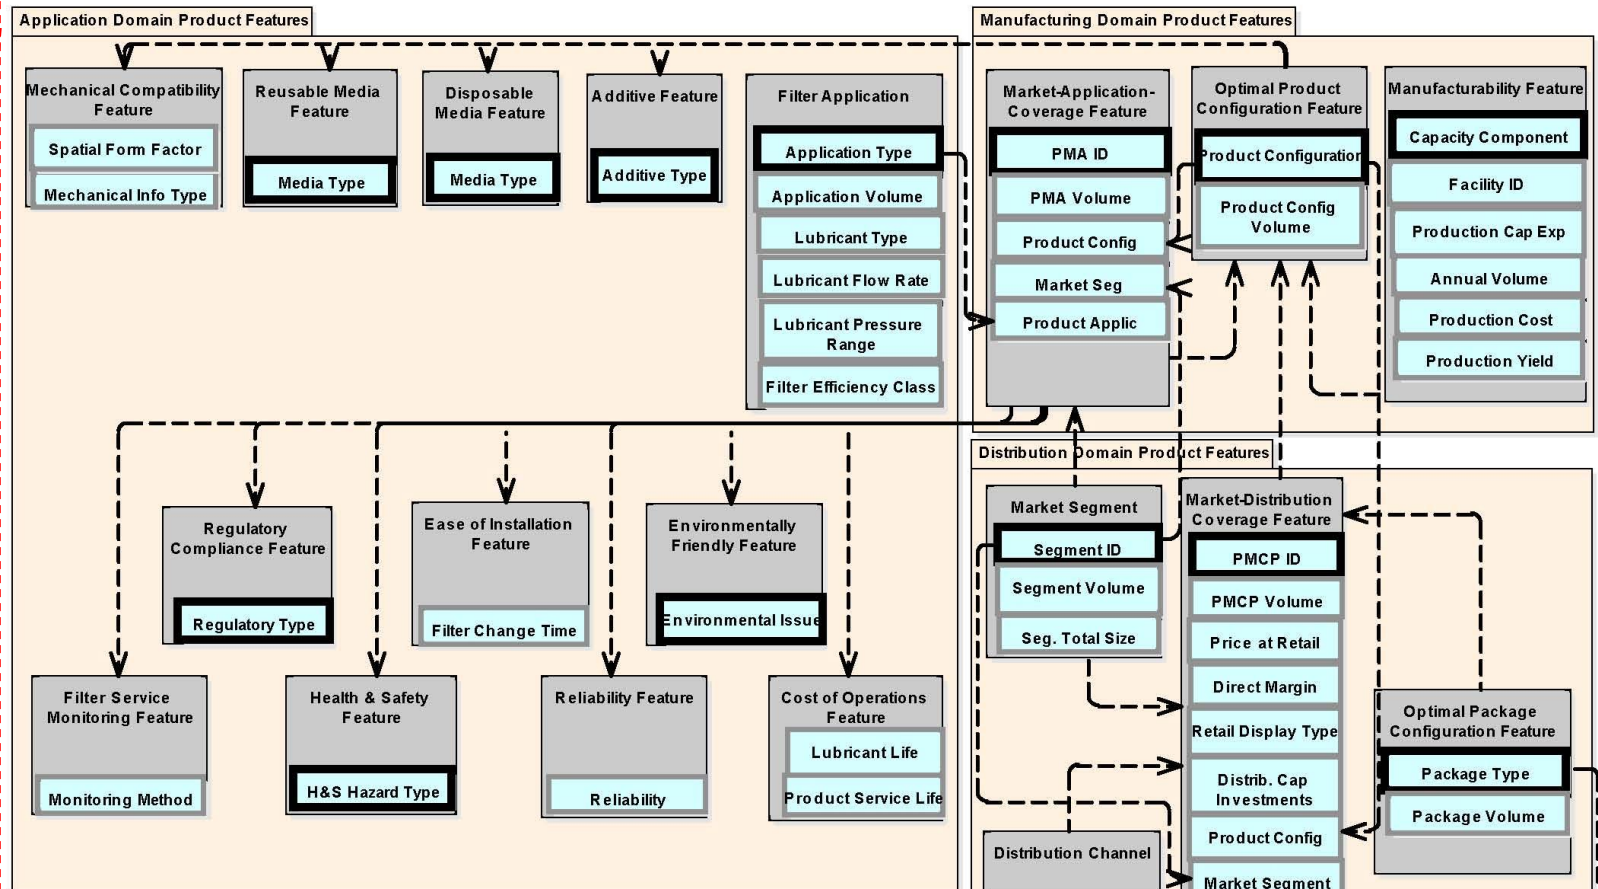 Application Domain Product Features
Mechanical Compatibility
Feature
Spatial Form Factor
Mechanical Info Type
Reusable Media
Feature
Media Type
Disposable
Media Feature
Media Type
Additive Feature
Additive Type
Filter Application
Application Type
Application Volume
Lubricant Type
Lubricant Flow Rate
Lubricant Pressure
Range
Filter Efficiency Class
Regulatory
Compliance Feature
Regulatory Type
Ease of Installation
Feature
Filter Change Time
Environmentally
Friendly Feature
Environmental Issue
Filter Service
Monitoring Feature
Monitoring Method
Health & Safety
Feature
H&S Hazard Type
Reliability Feature
Reliability
Cost of Operations
Feature
Lubricant Life
Product Service Life
Manufacturing Domain Product Features
Market-Application-
Coverage Feature
PMA ID
PMA Volume
Product Config
Market Seg
Product Applic
Optimal Product
Configuration Feature
Product Configuration
Product Config
Volume
Manufacturability Feature
Capacity Component
Facility ID
Production Cap Exp
Annual Volume
Production Cost
Production Yield
Distribution Domain Product Features
Market Segment
Segment ID
Segment Volume
Seg. Total Size
Distribution Channel
Market-Distribution
Coverage Feature
PMCP ID
PMCP Volume
Price at Retail
Direct Margin
Retail Display Type
Distrib. Cap
Investments
Product Config
Market Segment
Optimal Package
Configuration Feature
Package Type
Package Volume